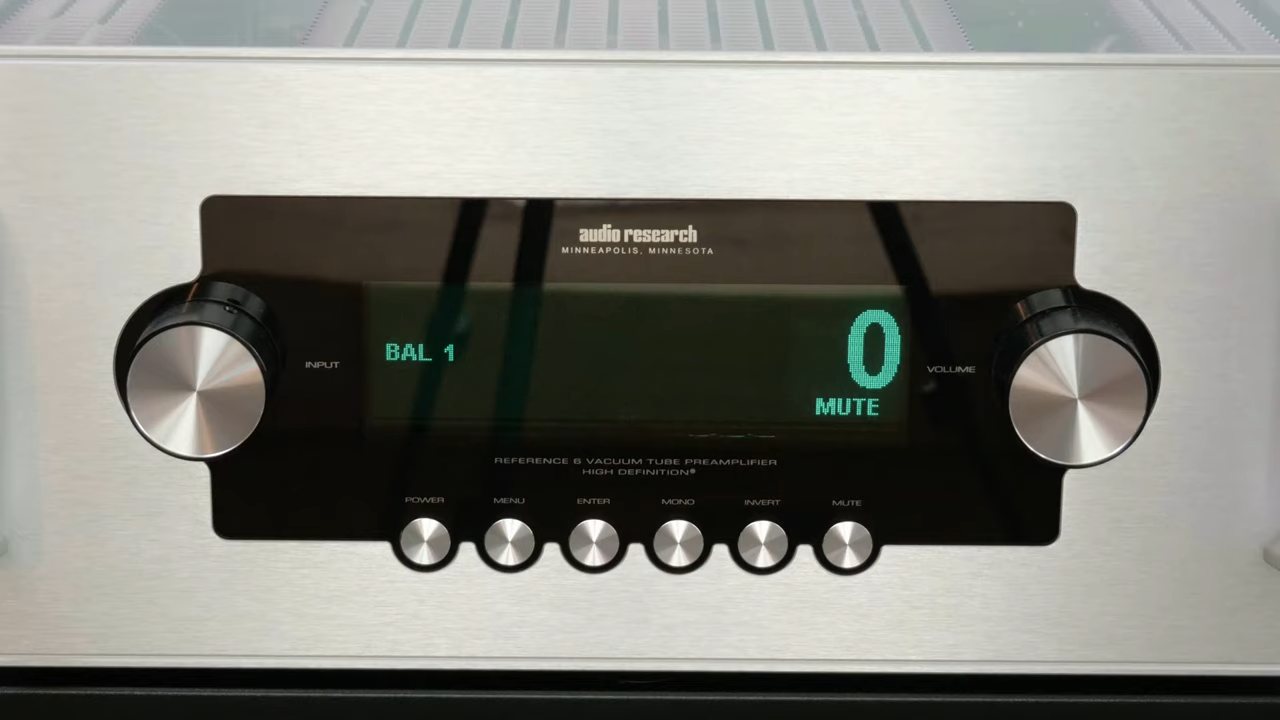 audio research
MINNEAPOLIS, MINNESOTA
0
INPUT
BAL 1
VOLUME
MUTE
REFERENCE 6 VACUUM TUBE PREAMPLIFIER
HIGH DEFINITION®
POWER MENU ENTER MONO INVERT MUTE